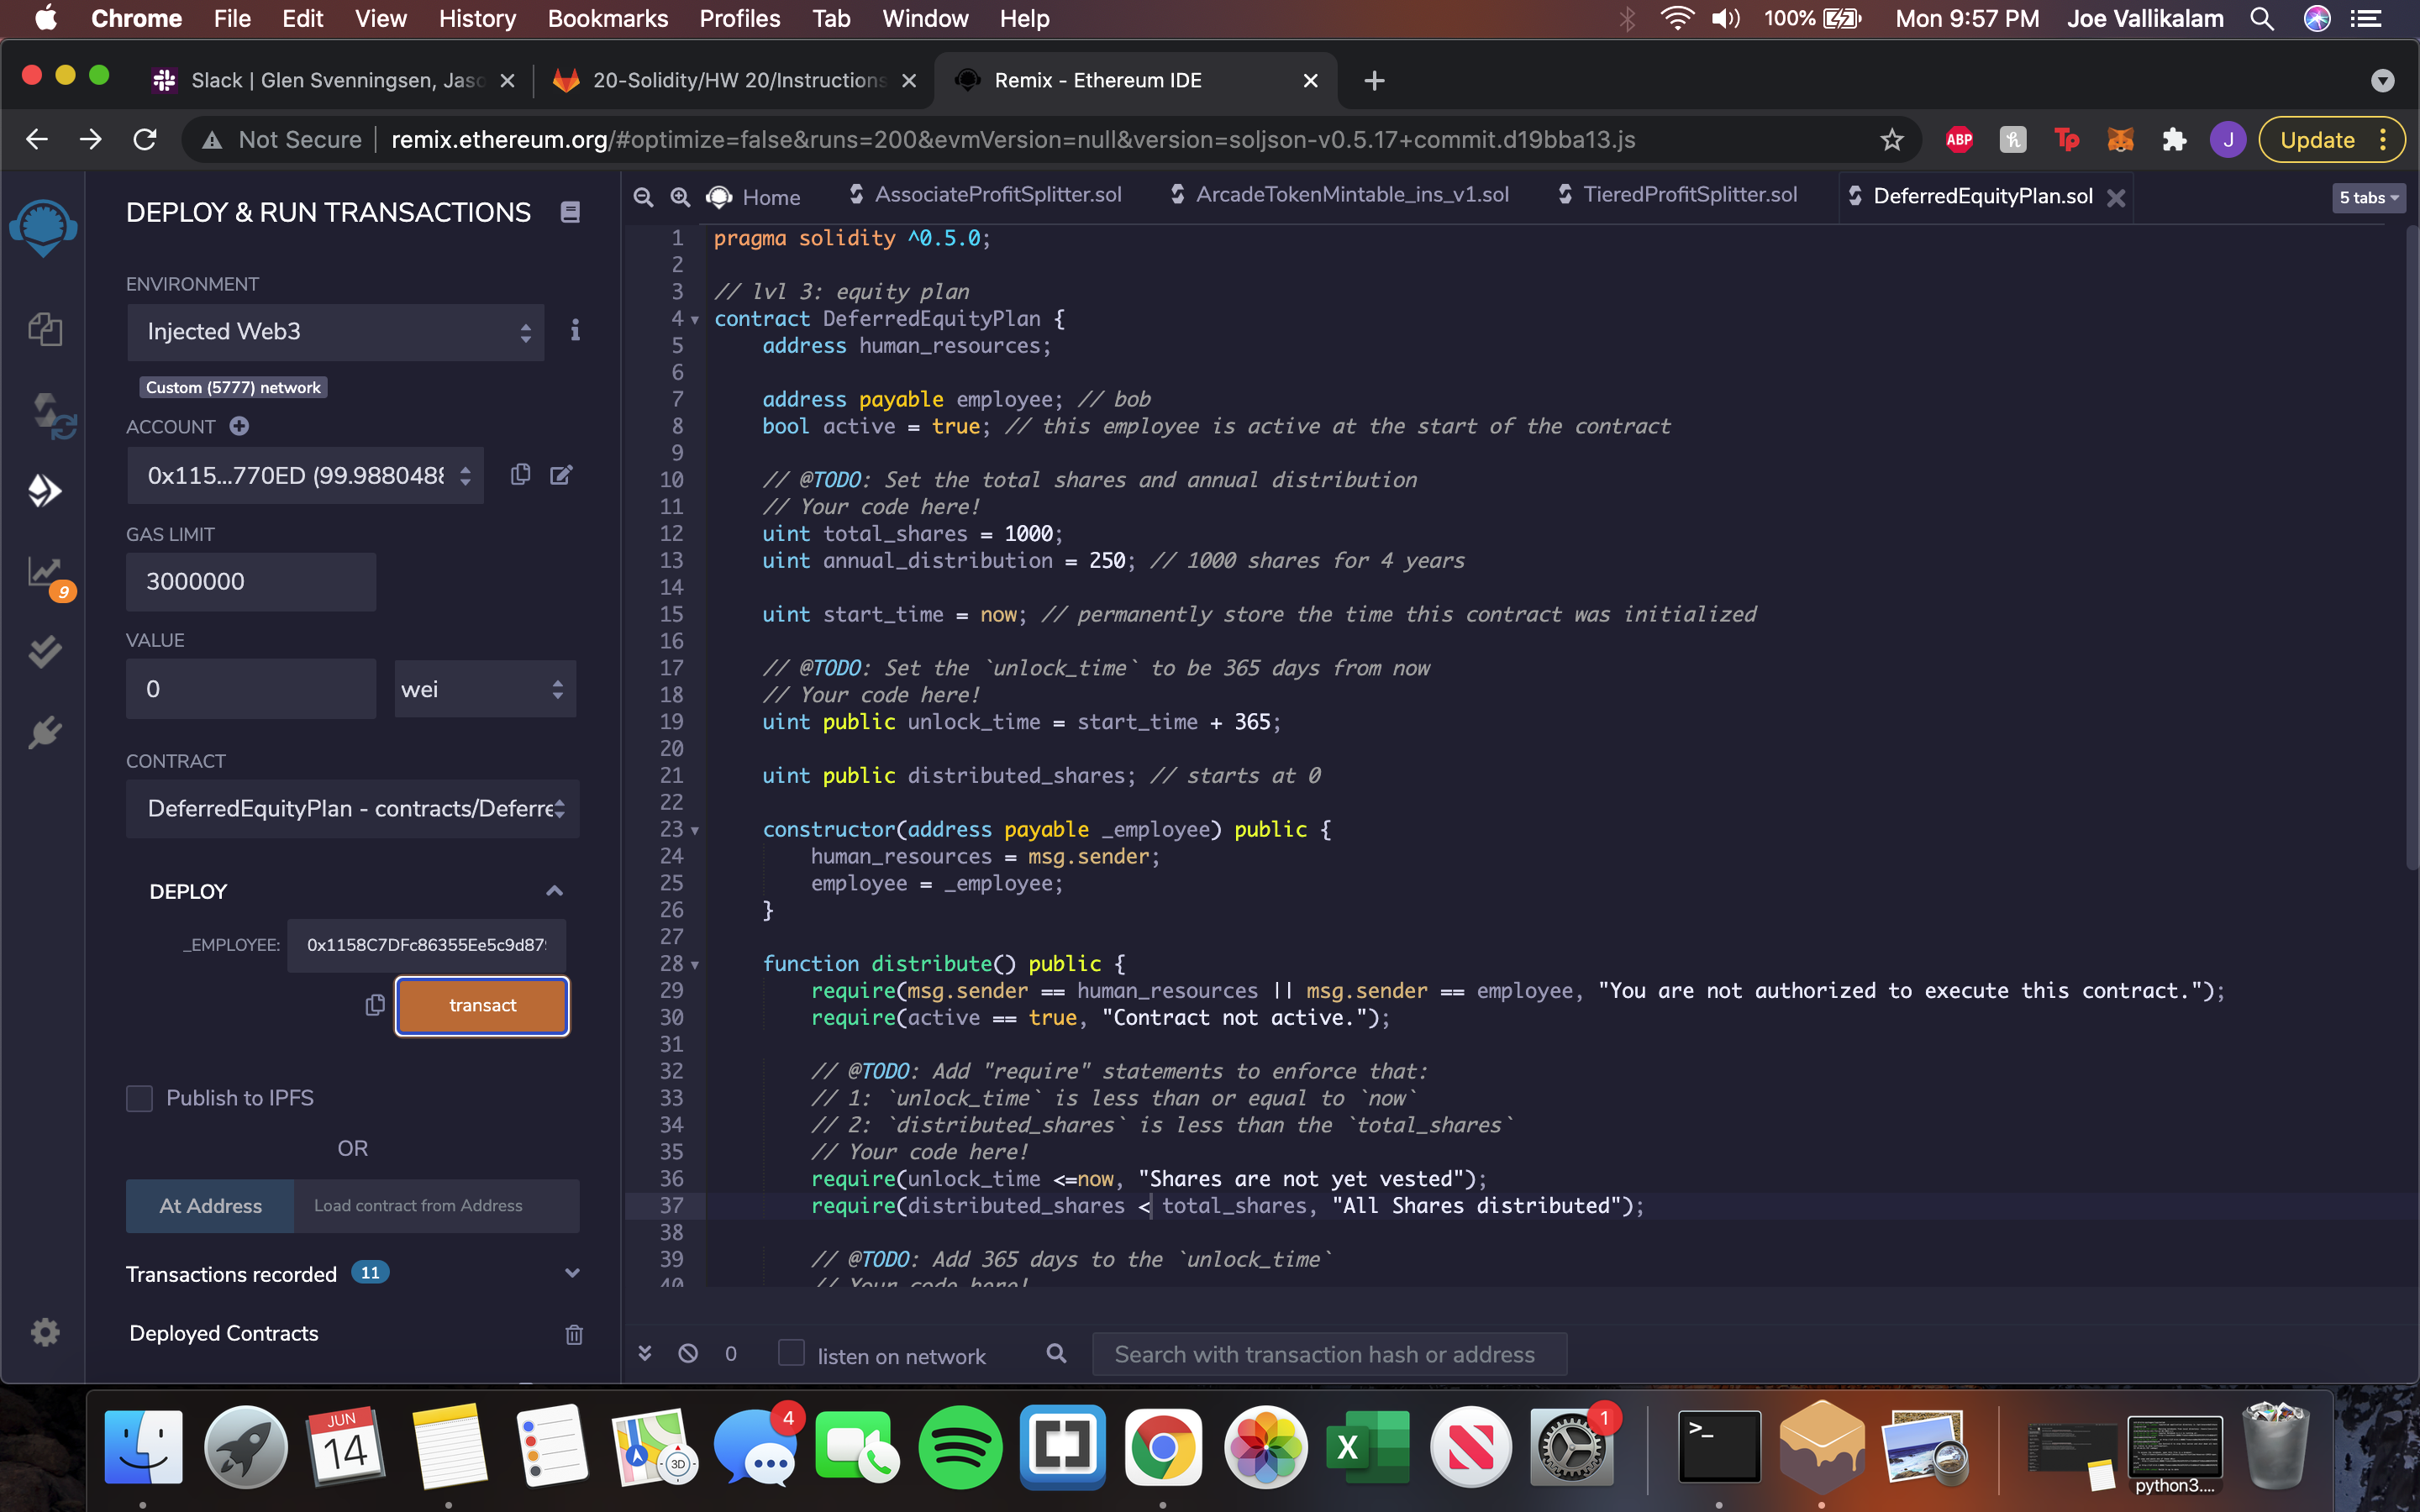 Chrome File Edit View History Bookmarks Profiles Tab Window Help 100% Mon 9:57 PM Joe Vallikalam
Slack | Glen Svenningsen, Jaso 20-Solidity/HW 20/Instructions Remix - Ethereum IDE
Not Secure remix.ethereum.org/#optimize=false&runs=200&evmVersion=null&version=soljson-v0.5.17+commit.d19bba13.js ABP h Tp J Update
DEPLOY & RUN TRANSACTIONS
ENVIRONMENT
Injected Web3
i
Custom (5777) network
ACCOUNT
0x115...770ED (99.9880488
GAS LIMIT
3000000
VALUE
0 wei
CONTRACT
DeferredEquityPlan - contracts/Deferre
DEPLOY
_EMPLOYEE: 0x1158C7DFc86355Ee5c9d879
transact
Publish to IPFS
OR
At Address Load contract from Address
Transactions recorded 11
Deployed Contracts
9
Home AssociateProfitSplitter.sol ArcadeTokenMintable_ins_v1.sol TieredProfitSplitter.sol DeferredEquityPlan.sol 5 tabs
1 pragma solidity ^0.5.0;
2
3 // lvl 3: equity plan
4 contract DeferredEquityPlan {
5 address human_resources;
6
7 address payable employee; // bob
8 bool active = true; // this employee is active at the start of the contract
9
10 // @TODO: Set the total shares and annual distribution
11 // Your code here!
12 uint total_shares = 1000;
13 uint annual_distribution = 250; // 1000 shares for 4 years
14
15 uint start_time = now; // permanently store the time this contract was initialized
16
17 // @TODO: Set the `unlock_time` to be 365 days from now
18 // Your code here!
19 uint public unlock_time = start_time + 365;
20
21 uint public distributed_shares; // starts at 0
22
23 constructor(address payable _employee) public {
24 human_resources = msg.sender;
25 employee = _employee;
26 }
27
28 function distribute() public {
29 require(msg.sender == human_resources || msg.sender == employee, "You are not authorized to execute this contract.");
30 require(active == true, "Contract not active.");
31
32 // @TODO: Add "require" statements to enforce that:
33 // 1: `unlock_time` is less than or equal to `now`
34 // 2: `distributed_shares` is less than the `total_shares`
35 // Your code here!
36 require(unlock_time <=now, "Shares are not yet vested");
37 require(distributed_shares < total_shares, "All Shares distributed");
38
39 // @TODO: Add 365 days to the `unlock_time`
40 // Your code here!
0 listen on network Search with transaction hash or address
JUN
14
3D
4
X
1
>_
python3....